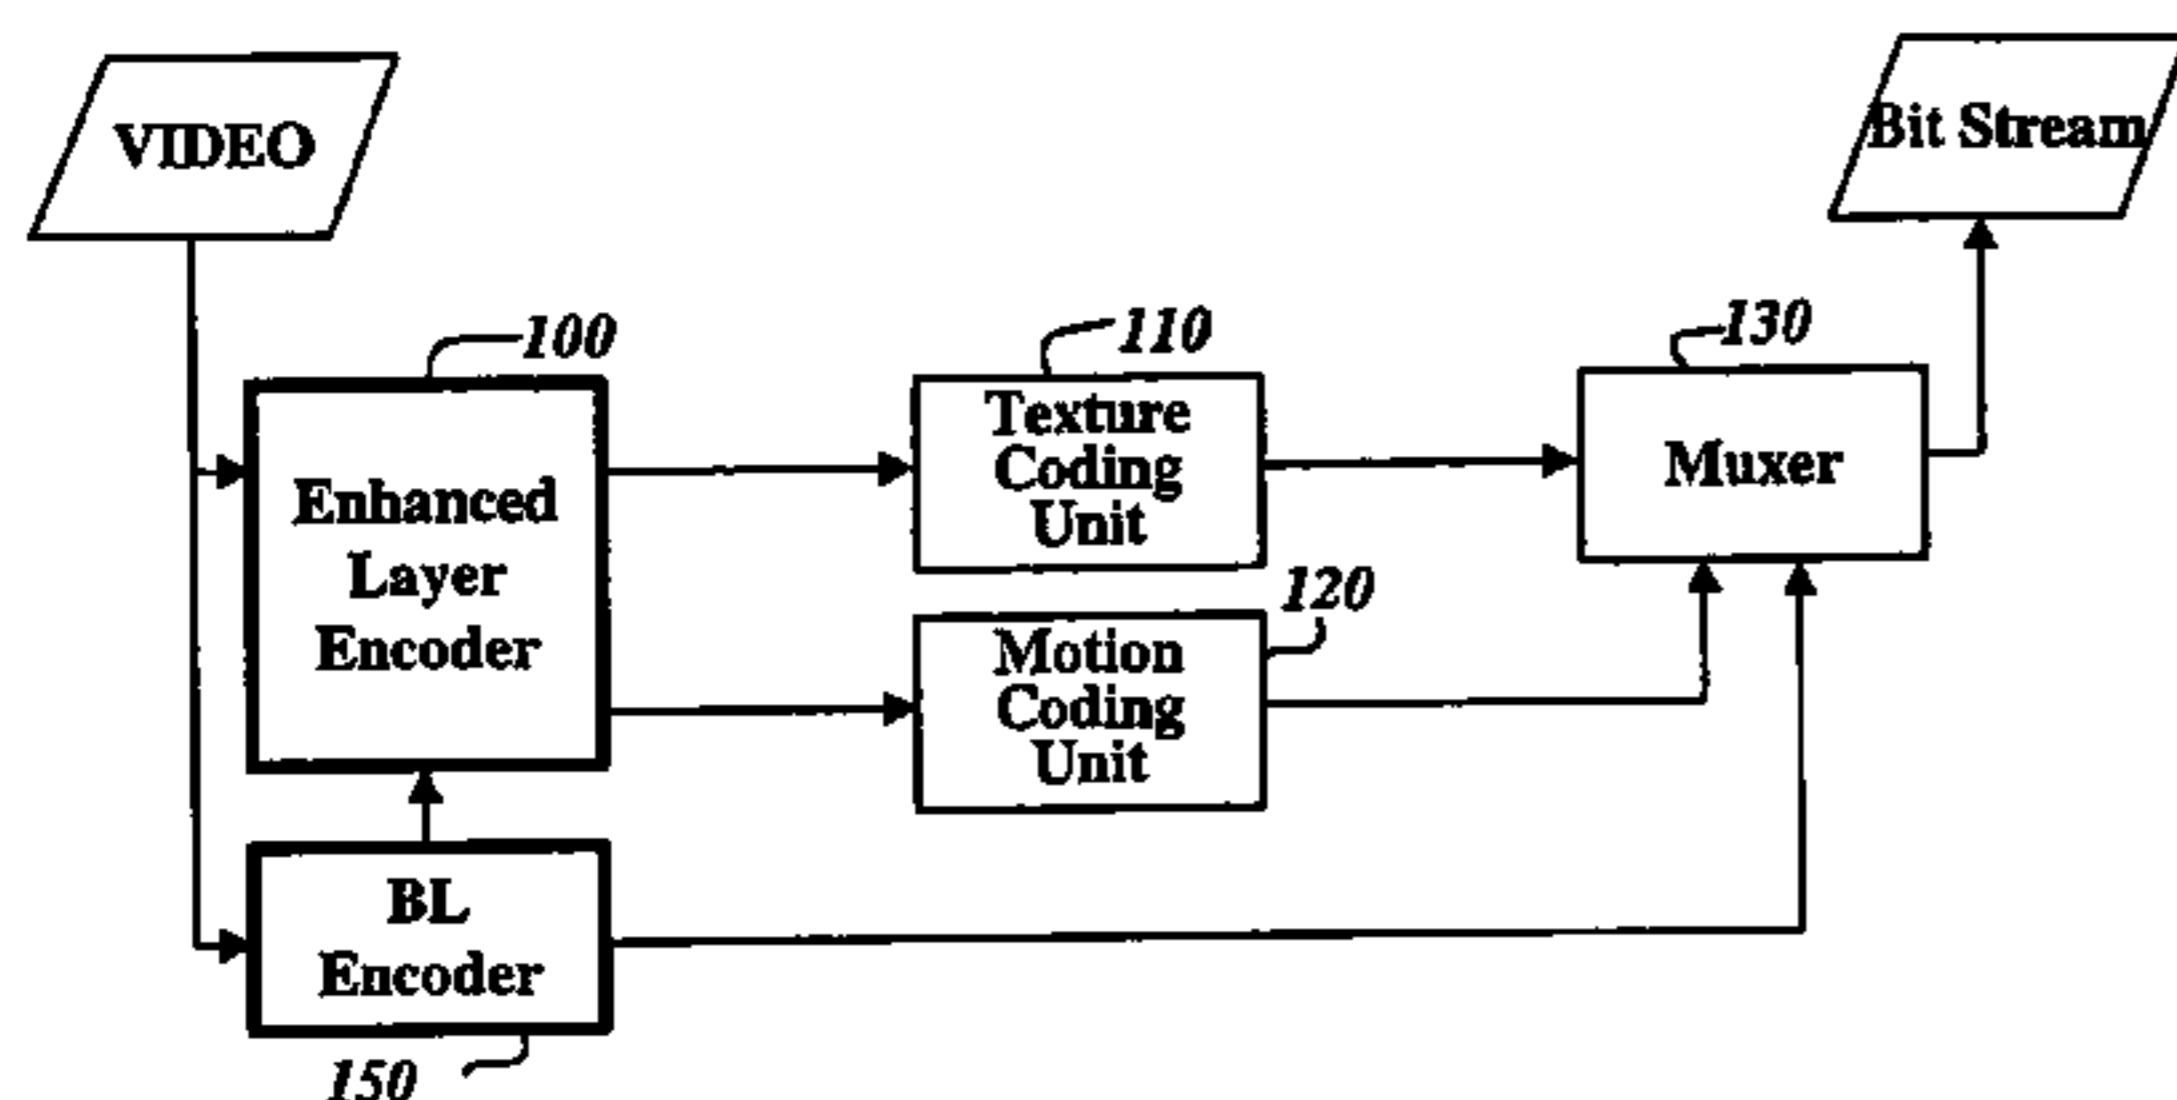 VIDEO
Bit Stream
100
110
130
Enhanced
Layer
Encoder
Texture
Coding
Unit
Muxer
120
Motion
Coding
Unit
BL
Encoder
150